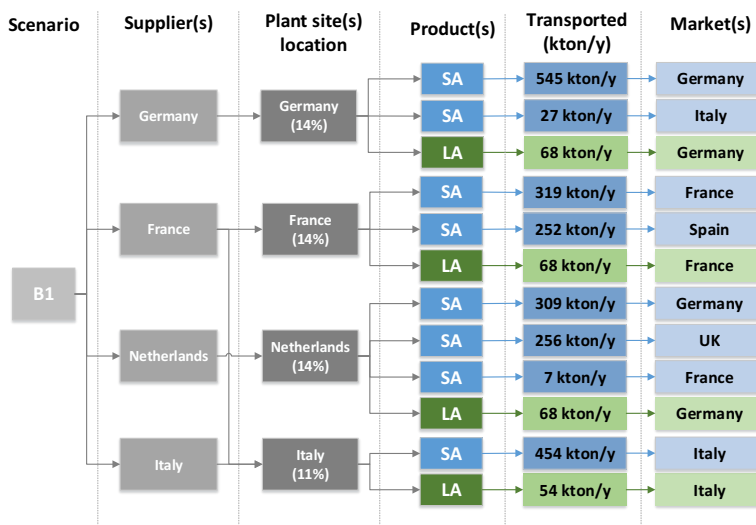 Scenario
Supplier(s)
Plant site(s)
location
Product(s)
Transported
(kton/y)
Market(s)
B1
Germany
Germany
(14%)
SA
545 kton/y
Germany
SA
27 kton/y
Italy
LA
68 kton/y
Germany
France
France
(14%)
SA
319 kton/y
France
SA
252 kton/y
Spain
LA
68 kton/y
France
Netherlands
Netherlands
(14%)
SA
309 kton/y
Germany
SA
256 kton/y
UK
SA
7 kton/y
France
LA
68 kton/y
Germany
Italy
Italy
(11%)
SA
454 kton/y
Italy
LA
54 kton/y
Italy